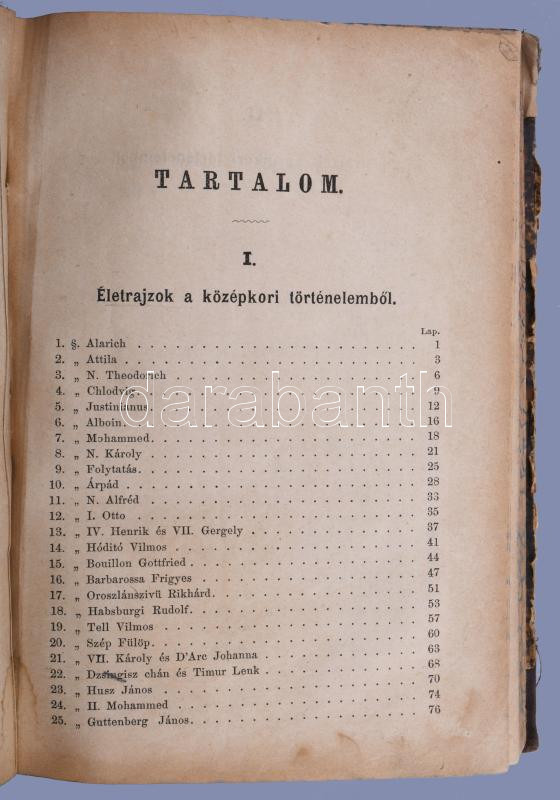 TARTALOM.
I.
Életrajzok a középkori történelemből.
Lap.
1. §. Alarich . . . . . . . . . . 1
2. „ Attila . . . . . . . . . . 3
3. „ N. Theodorich . . . . . . . . . . 6
4. „ Chlodvig. . . . . . . . . . . 9
5. „ Justinianus. . . . . . . . . . . 12
6. „ Alboin. . . . . . . . . . . 16
7. „ Mohammed. . . . . . . . . . . 18
8. „ N. Károly . . . . . . . . . . 21
9. „ Folytatás. . . . . . . . . . . 25
10. „ Árpád . . . . . . . . . . 28
11. „ N. Alfréd . . . . . . . . . . 33
12. „ I. Otto . . . . . . . . . . 35
13. „ IV. Henrik és VII. Gergely . . . . . . . . . . 37
14. „ Hóditó Vilmos . . . . . . . . . . 41
15. „ Bouillon Gottfried . . . . . . . . . . 44
16. „ Barbarossa Frigyes . . . . . . . . . . 47
17. „ Oroszlánszivü Rikhárd. . . . . . . . . . . 51
18. „ Habsburgi Rudolf. . . . . . . . . . . 53
19. „ Tell Vilmos . . . . . . . . . . 57
20. „ Szép Fülöp. . . . . . . . . . . 60
21. „ VII. Károly és D'Arc Johanna . . . . . . . . . . 63
22. „ Dzsingisz chán és Timur Lenk . . . . . . . . . . 68
23. „ Husz János . . . . . . . . . . 70
24. „ II. Mohammed . . . . . . . . . . 74
25. „ Guttenberg János. . . . . . . . . . . 76
darabanth